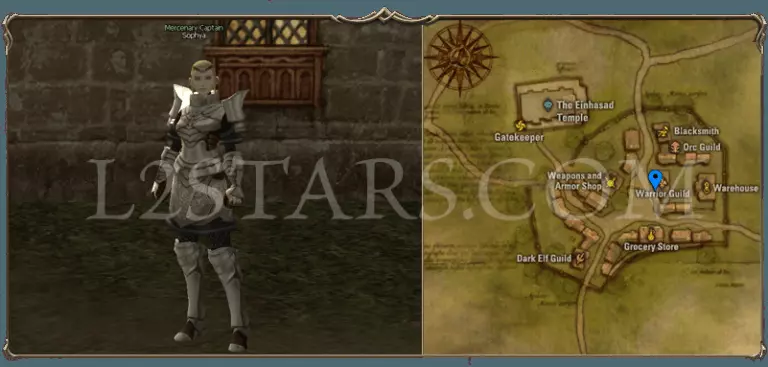 Mercenary Captain
Sophya
L2STARS.COM
The Einhasad
Temple
Gatekeeper
Blacksmith
Orc Guild
Weapons and
Armor Shop
Warrior Guild
Warehouse
Grocery Store
Dark Elf Guild